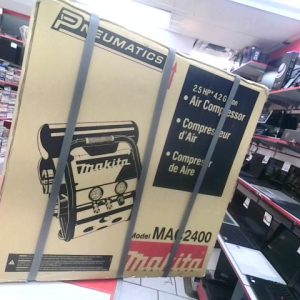 PNEUMATICS
2.5 HP* 4.2 Gallon
• Air Compressor
• Compresseur
d'Air
• Compresor
de Aire
Makita
Model MAC2400
Makita